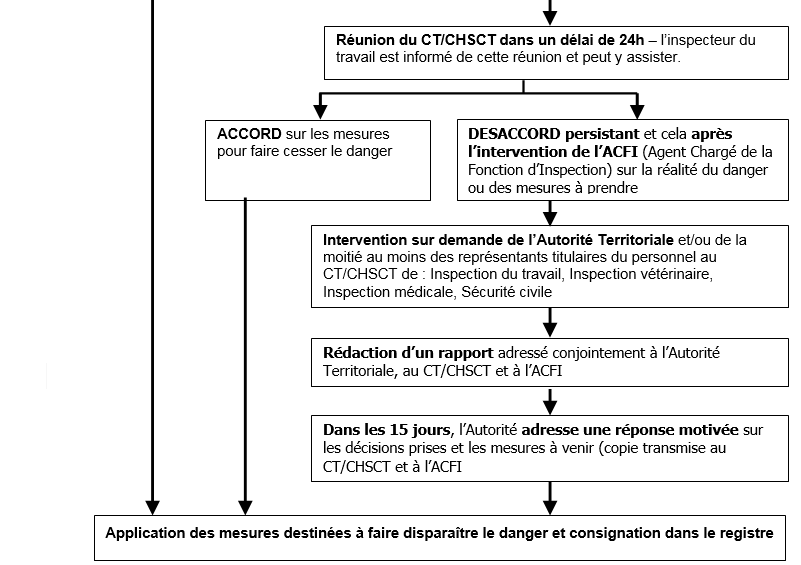 Réunion du CT/CHSCT dans un délai de 24h – l’inspecteur du
travail est informé de cette réunion et peut y assister.
ACCORD sur les mesures
pour faire cesser le danger
DESACCORD persistant et cela après
l’intervention de l’ACFI (Agent Chargé de la
Fonction d’Inspection) sur la réalité du danger
ou des mesures à prendre
Intervention sur demande de l’Autorité Territoriale et/ou de la
moitié au moins des représentants titulaires du personnel au
CT/CHSCT de : Inspection du travail, Inspection vétérinaire,
Inspection médicale, Sécurité civile
Rédaction d’un rapport adressé conjointement à l’Autorité
Territoriale, au CT/CHSCT et à l’ACFI
Dans les 15 jours, l’Autorité adresse une réponse motivée sur
les décisions prises et les mesures à venir (copie transmise au
CT/CHSCT et à l’ACFI
Application des mesures destinées à faire disparaître le danger et consignation dans le registre